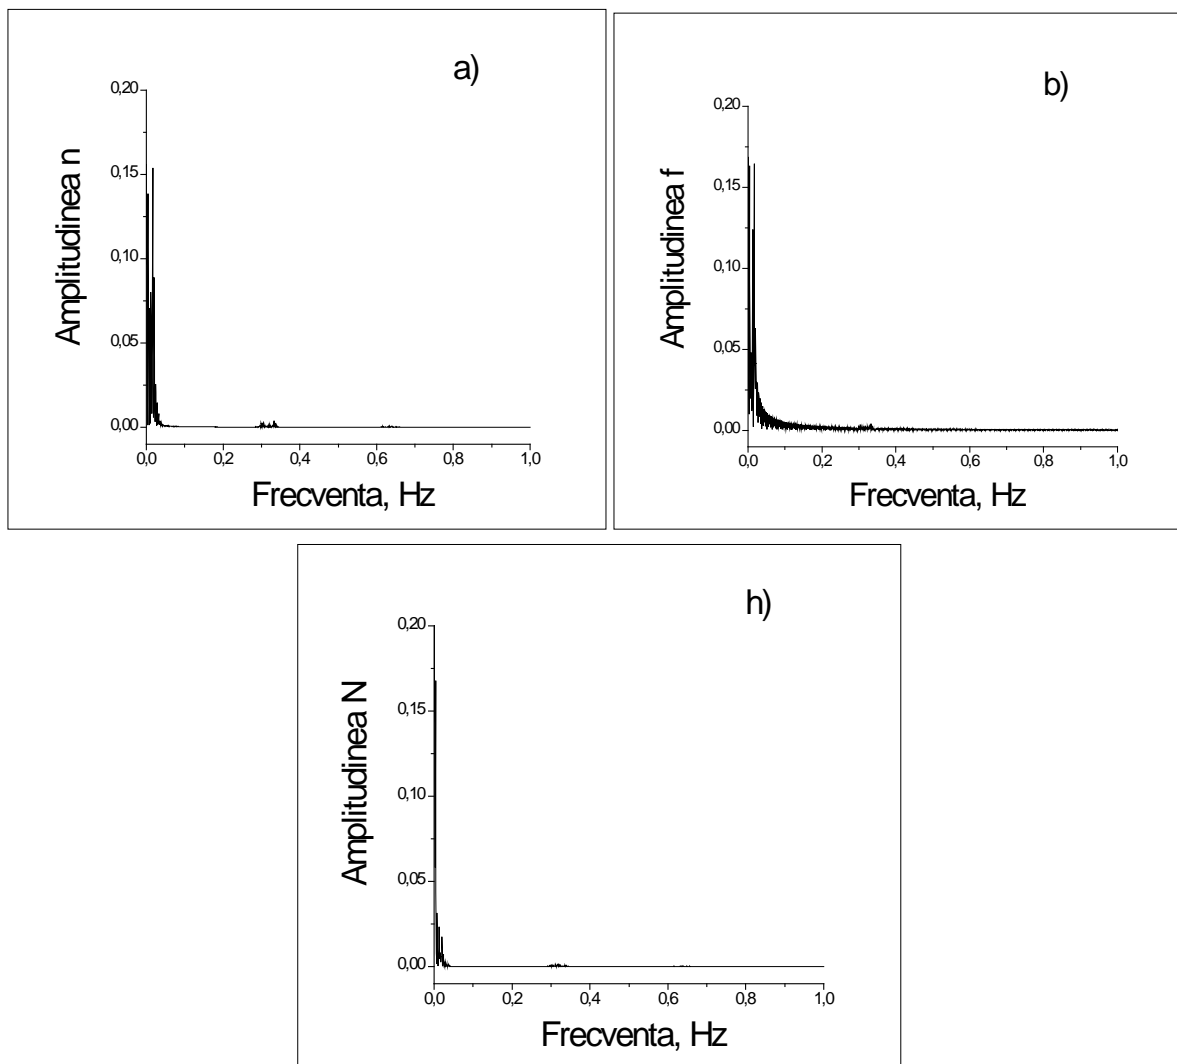 a)
0,20
0,15
0,10
0,05
0,00
0,0 0,2 0,4 0,6 0,8 1,0
Amplitudinea n
Frecventa, Hz
b)
0,20
0,15
0,10
0,05
0,00
0,0 0,2 0,4 0,6 0,8 1,0
Amplitudinea f
Frecventa, Hz
h)
0,20
0,15
0,10
0,05
0,00
0,0 0,2 0,4 0,6 0,8 1,0
Amplitudinea N
Frecventa, Hz